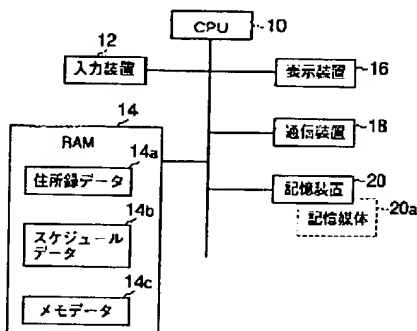 CPU
10
12
入力装置
表示装置
16
14
RAM
通信装置
18
14a
住所録データ
記憶装置
20
記憶媒体
20a
14b
スケジュール
データ
14c
メモデータ